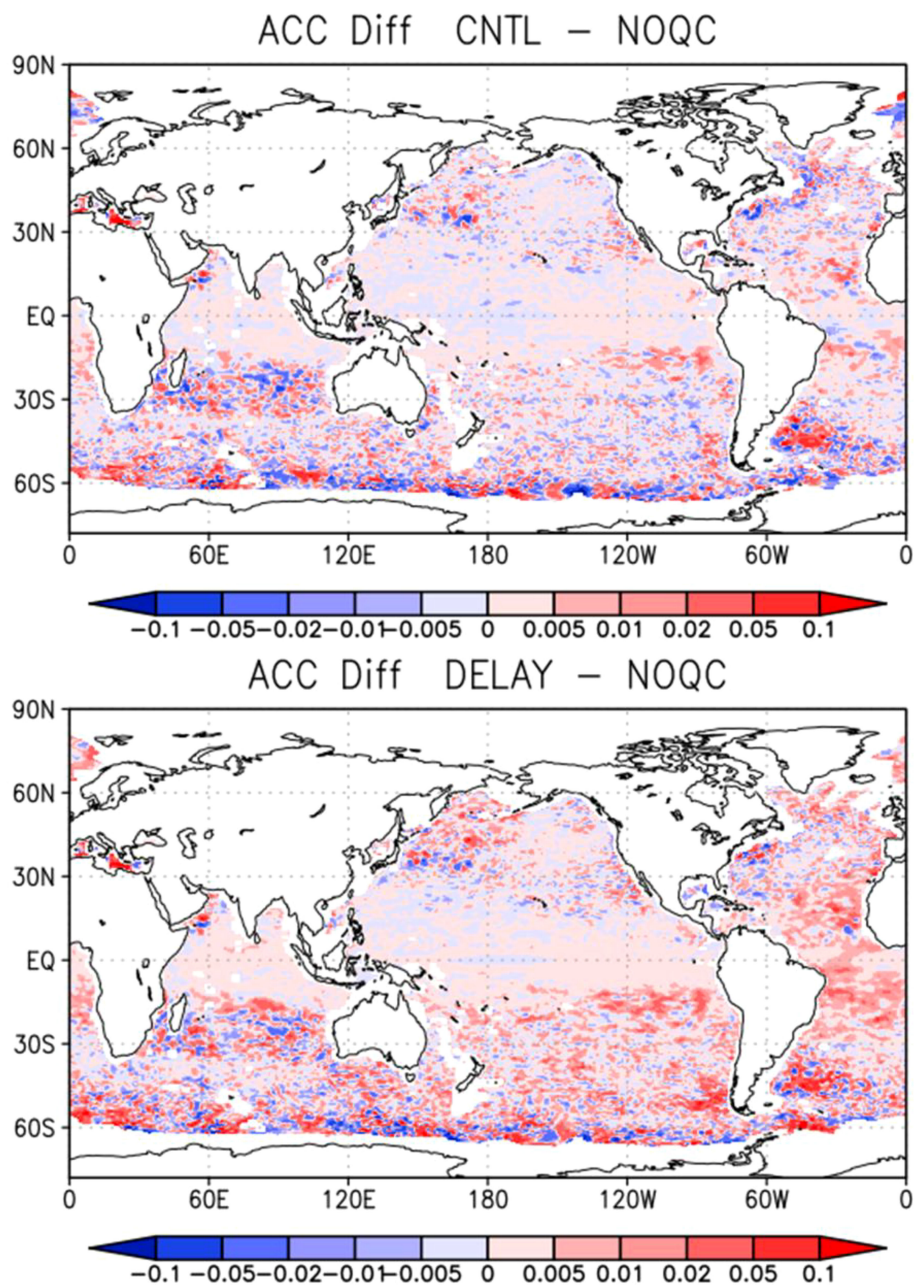 ACC Diff CNTL − NOQC
90N
60N
30N
EQ
30S
60S
0 60E 120E 180 120W 60W 0
−0.1 −0.05 −0.02 −0.01 −0.005 0 0.005 0.01 0.02 0.05 0.1
ACC Diff DELAY − NOQC
90N
60N
30N
EQ
30S
60S
0 60E 120E 180 120W 60W 0
−0.1 −0.05 −0.02 −0.01 −0.005 0 0.005 0.01 0.02 0.05 0.1